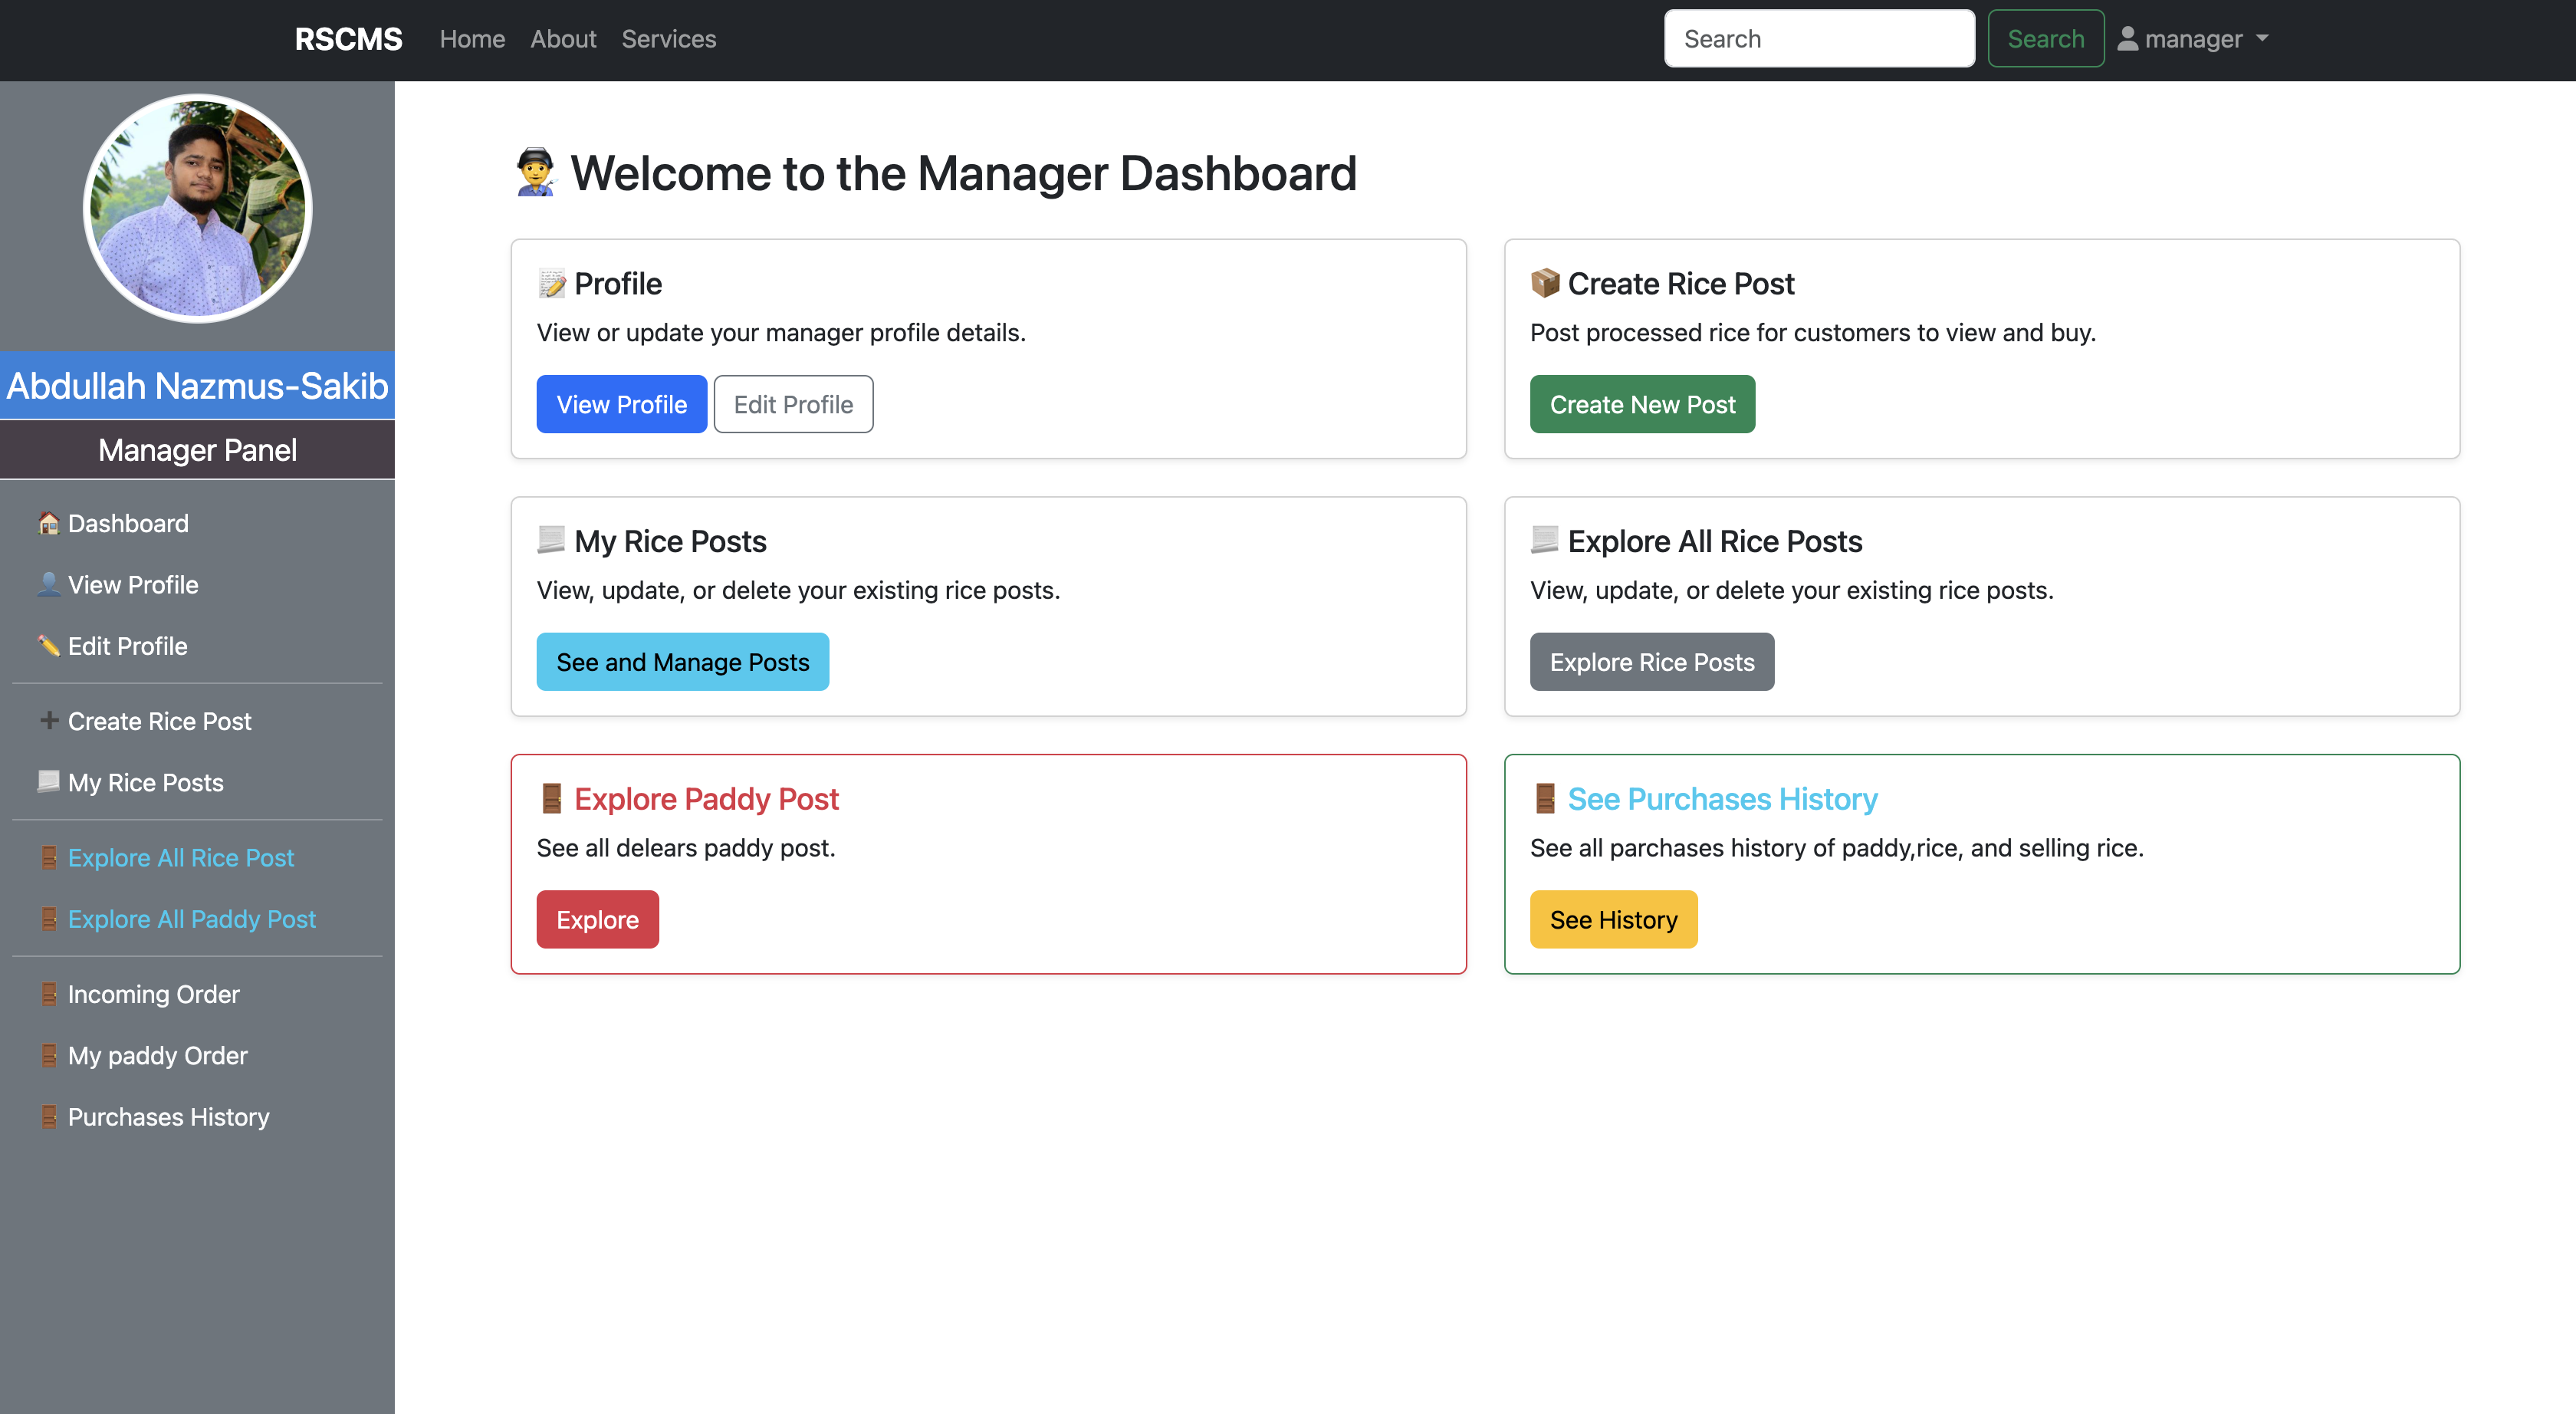 RSCMS Home About Services Search Search manager
Abdullah Nazmus-Sakib
Manager Panel
Dashboard
View Profile
Edit Profile
Create Rice Post
My Rice Posts
Explore All Rice Post
Explore All Paddy Post
Incoming Order
My paddy Order
Purchases History
Welcome to the Manager Dashboard
Profile
View or update your manager profile details.
View Profile Edit Profile
Create Rice Post
Post processed rice for customers to view and buy.
Create New Post
My Rice Posts
View, update, or delete your existing rice posts.
See and Manage Posts
Explore All Rice Posts
View, update, or delete your existing rice posts.
Explore Rice Posts
Explore Paddy Post
See all delears paddy post.
Explore
See Purchases History
See all parchases history of paddy,rice, and selling rice.
See History